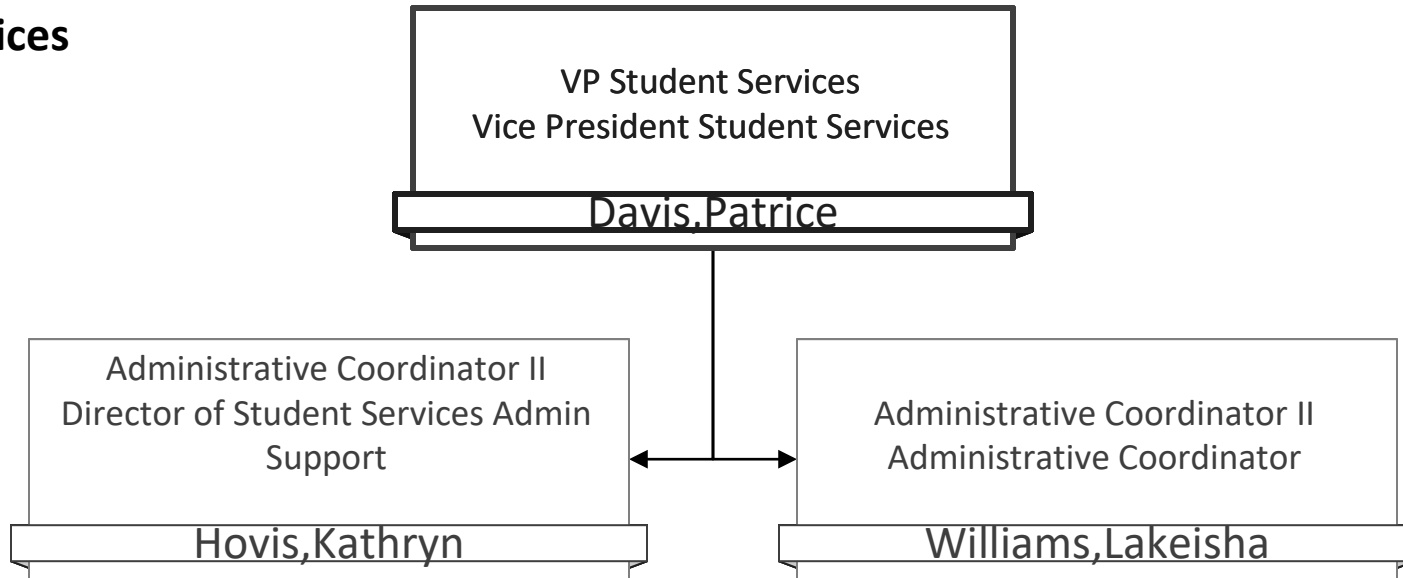 ices
VP Student Services
Vice President Student Services
Davis,Patrice
Administrative Coordinator II
Director of Student Services Admin
Support
Hovis,Kathryn
Administrative Coordinator II
Administrative Coordinator
Williams,Lakeisha